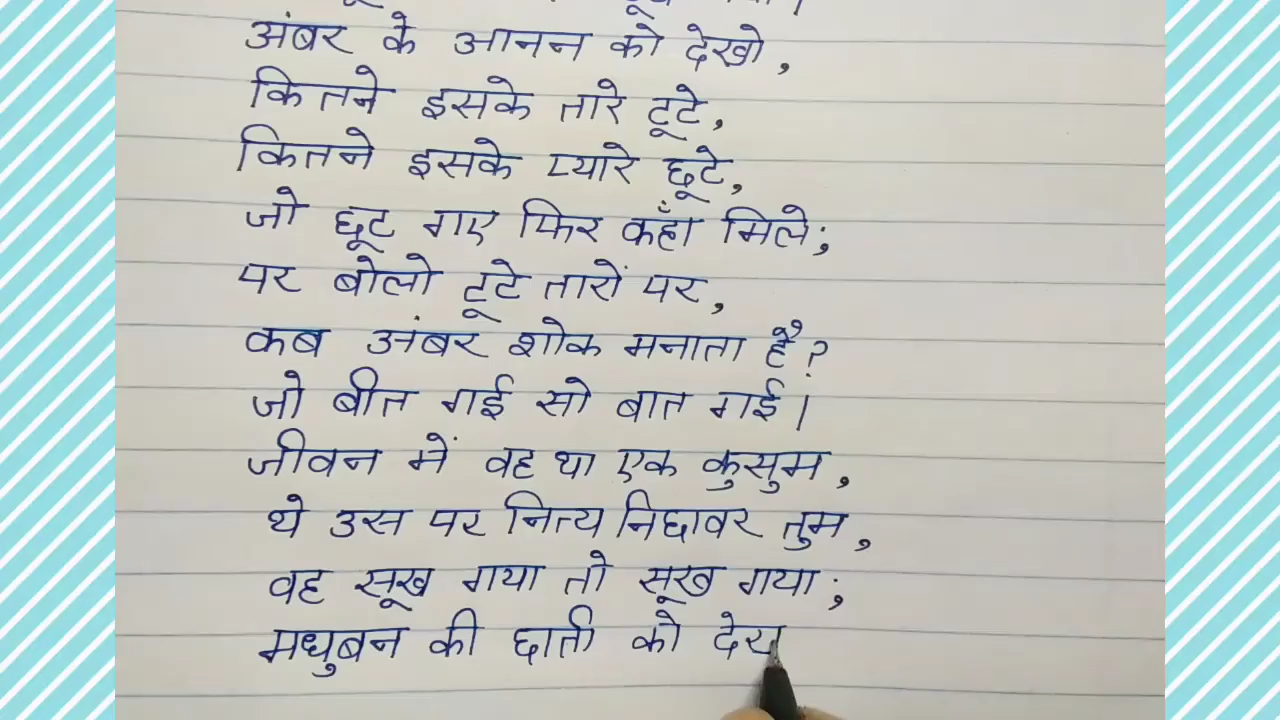 अंबर के आनन को देखो,
कितने इसके तारे टूटे,
कितने इसके प्यारे छूटे,
जो छूट गए फिर कहाँ मिले;
पर बोलो टूटे तारों पर,
कब अंबर शोक मनाता है?
जो बीत गई सो बात गई।
जीवन में वह था एक कुसुम,
थे उस पर नित्य निछावर तुम,
वह सूख गया तो सूख गया;
मधुबन की छाती को देख